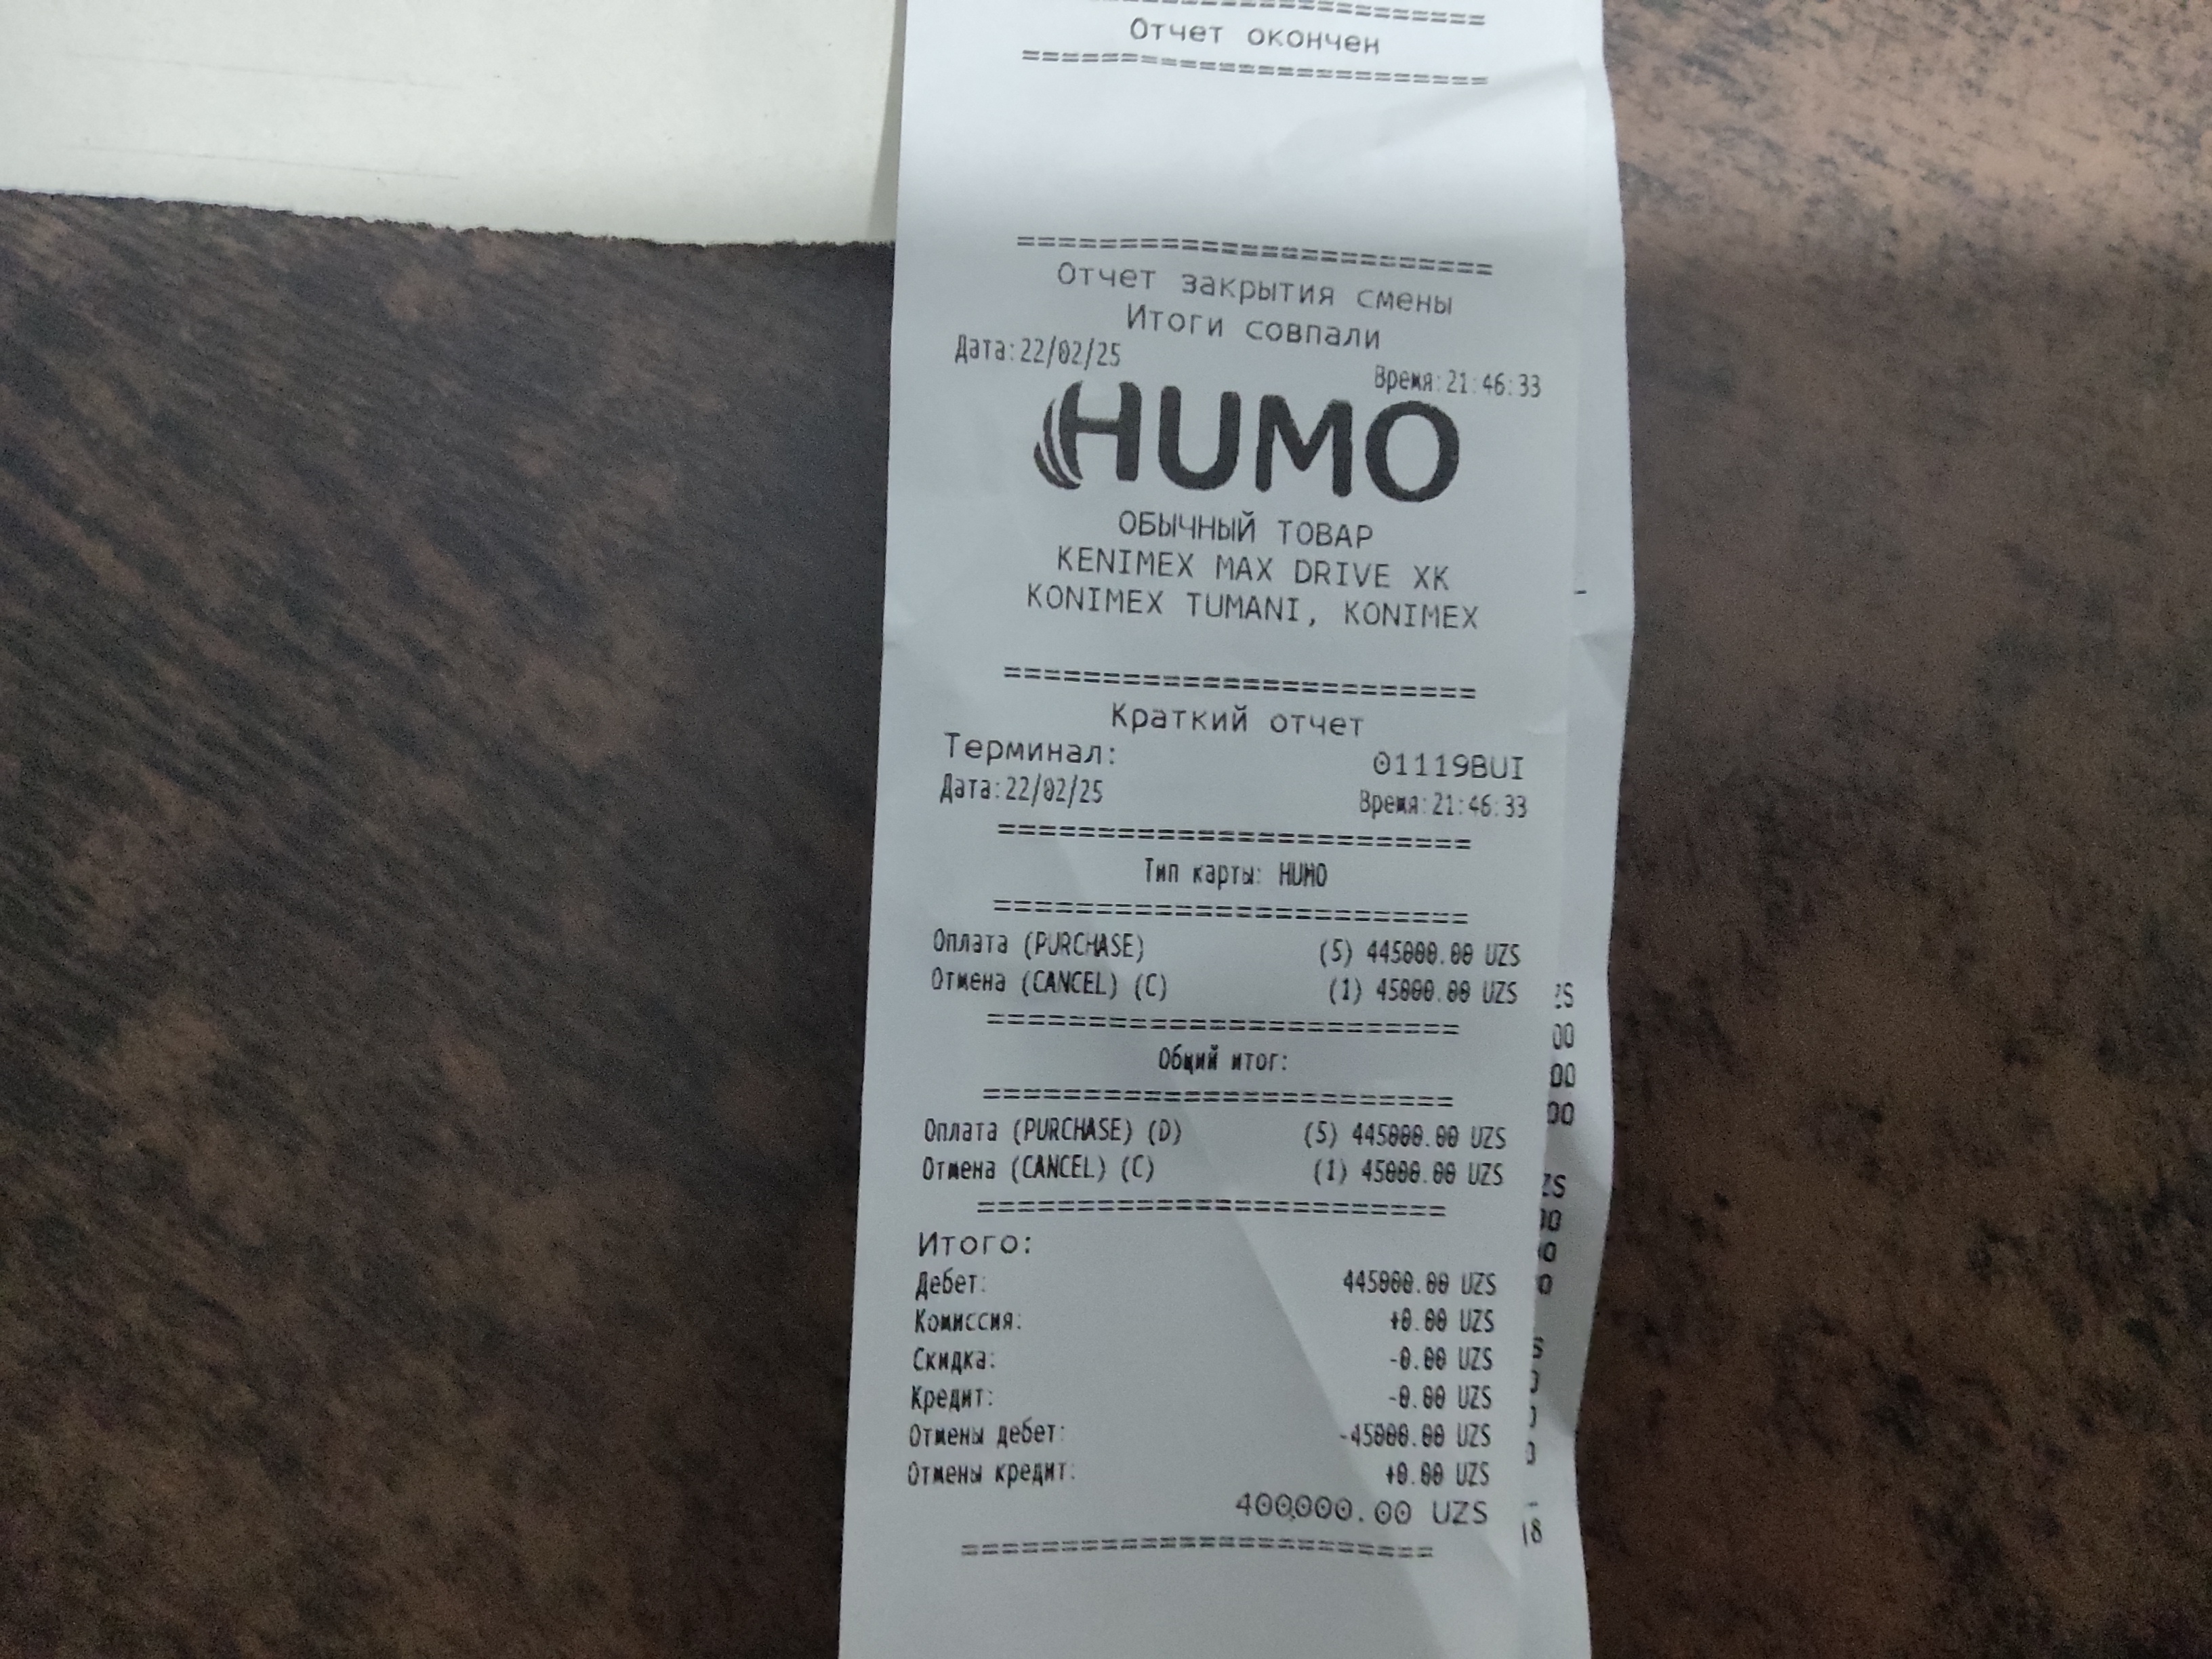 ========================
Отчет окончен
========================
========================
Отчет закрытия смены
Итоги совпали
Дата:22/02/25 Время:21:46:33
HUMO
ОБЫЧНЫЙ ТОВАР
KENIMEX MAX DRIVE XK
KONIMEX TUMANI, KONIMEX
========================
Краткий отчет
Терминал: 01119BUI
Дата:22/02/25 Время:21:46:33
========================
Тип карты: HUMO
========================
Оплата (PURCHASE) (5) 445000.00 UZS
Отмена (CANCEL) (C) (1) 45000.00 UZS
========================
Общий итог:
========================
Оплата (PURCHASE) (D) (5) 445000.00 UZS
Отмена (CANCEL) (C) (1) 45000.00 UZS
========================
Итого:
Дебет: 445000.00 UZS
Комиссия: +0.00 UZS
Скидка: -0.00 UZS
Кредит: -0.00 UZS
Отмены дебет: -45000.00 UZS
Отмены кредит: +0.00 UZS
400000.00 UZS
========================